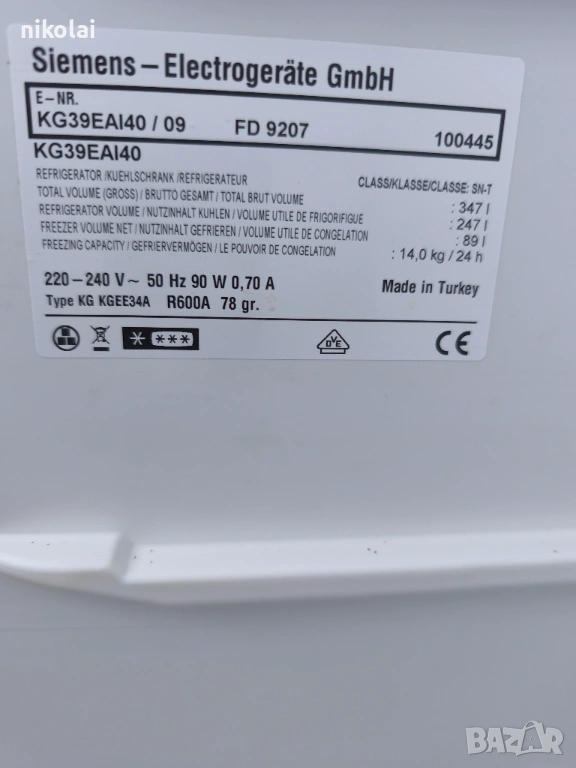 nikolai
Siemens–Electrogeräte GmbH
E–NR.
KG39EAI40 / 09 FD 9207 100445
KG39EAI40
REFRIGERATOR /KUEHLSCHRANK /REFRIGERATEUR CLASS/KLASSE/CLASSE: SN-T
TOTAL VOLUME (GROSS) / BRUTTO GESAMT / TOTAL BRUT VOLUME : 347 l
REFRIGERATOR VOLUME / NUTZINHALT KUHLEN / VOLUME UTILE DE FRIGORIFIGUE : 247 l
FREEZER VOLUME NET / NUTZINHALT GEFRIEREN / VOLUME UTILE DE CONGELATION : 89 l
FREEZING CAPACITY / GEFRIERVERMÖGEN / LE POUVOIR DE CONGELATION : 14,0 kg / 24 h
220–240 V~ 50 Hz 90 W 0,70 A Made in Turkey
Type KG KGEE34A R600A 78 gr.
DVE CE
BAZAR